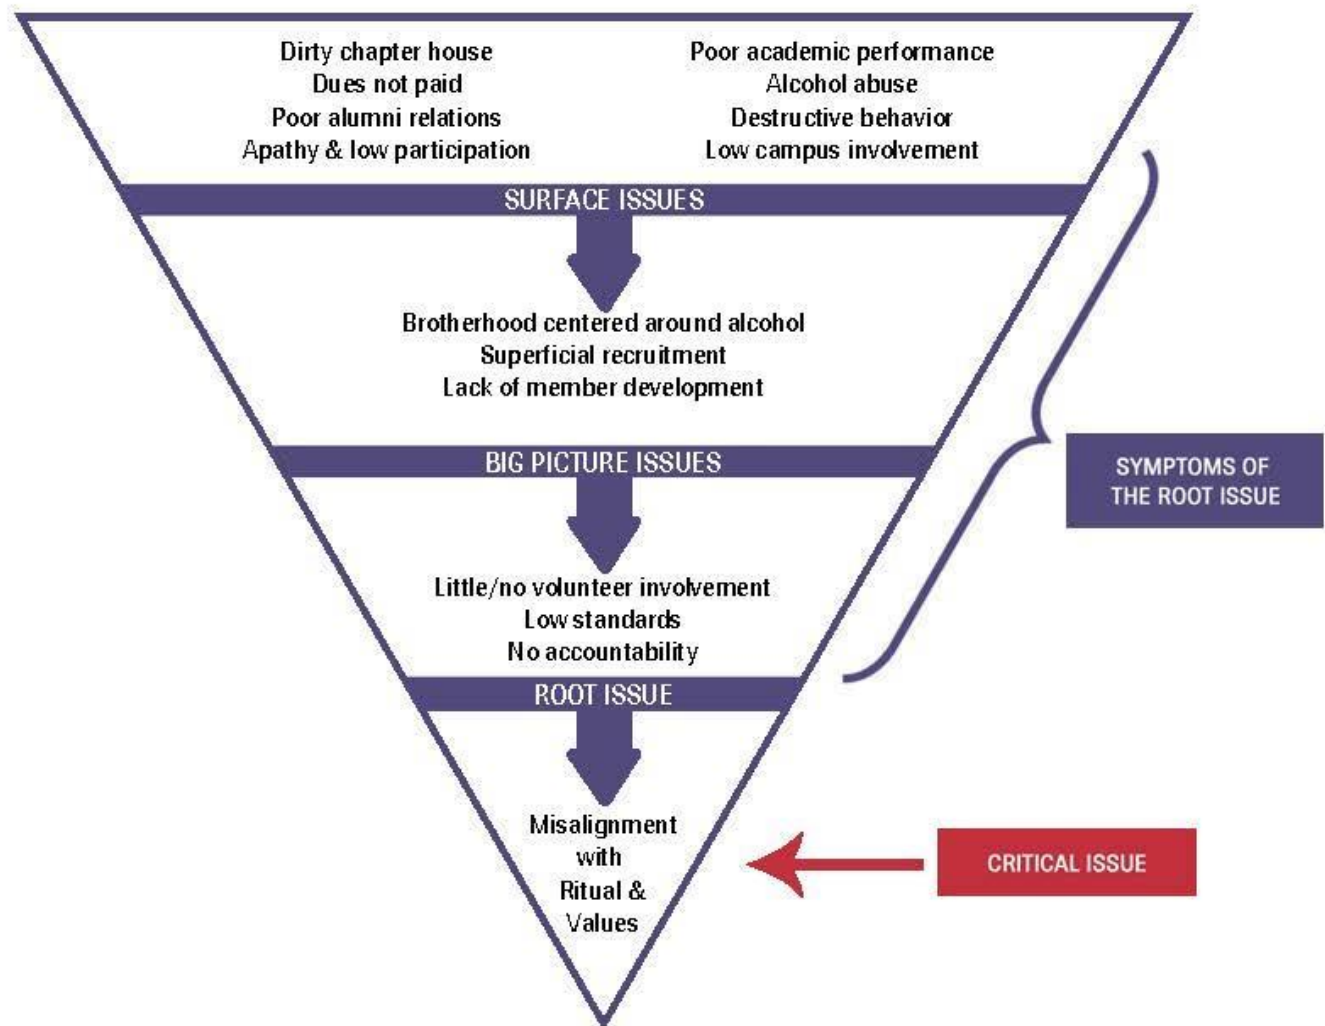 Dirty chapter house
Dues not paid
Poor alumni relations
Apathy & low participation
Poor academic performance
Alcohol abuse
Destructive behavior
Low campus involvement
SURFACE ISSUES
Brotherhood centered around alcohol
Superficial recruitment
Lack of member development
BIG PICTURE ISSUES
SYMPTOMS OF
THE ROOT ISSUE
Little/no volunteer involvement
Low standards
No accountability
ROOT ISSUE
Misalignment
with
Ritual &
Values
CRITICAL ISSUE